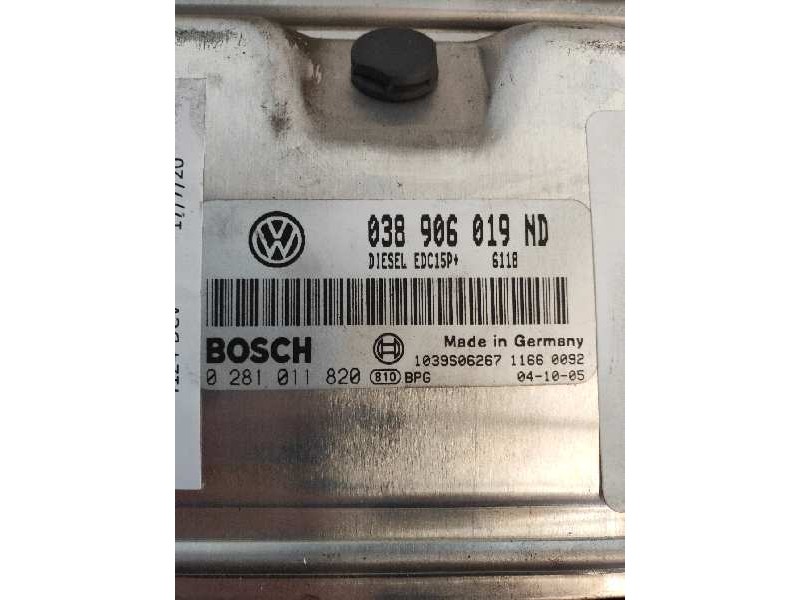 038 906 019 ND
DIESEL EDC15P+ 6118
BOSCH
Made in Germany
1039S06267 1166 0092
0 281 011 820 810 BPG 04-10-05